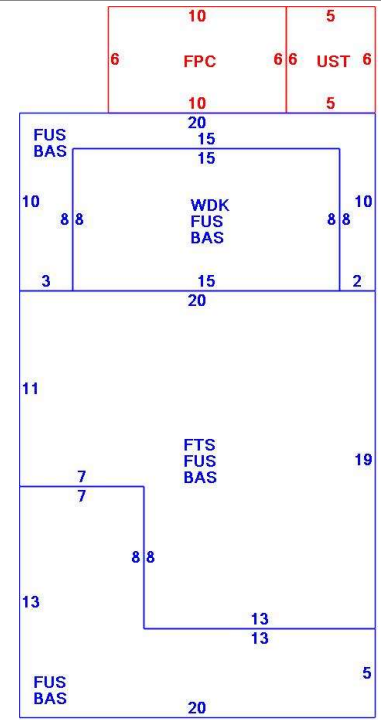 10 5
6 FPC 6 6 UST 6
10 5
20
FUS 15
BAS 15
10 WDK 10
8 8 FUS 8 8
BAS
3 15 2
20
11
FTS
FUS 19
BAS
7
7
8 8
13 13
13
5
FUS
BAS 20